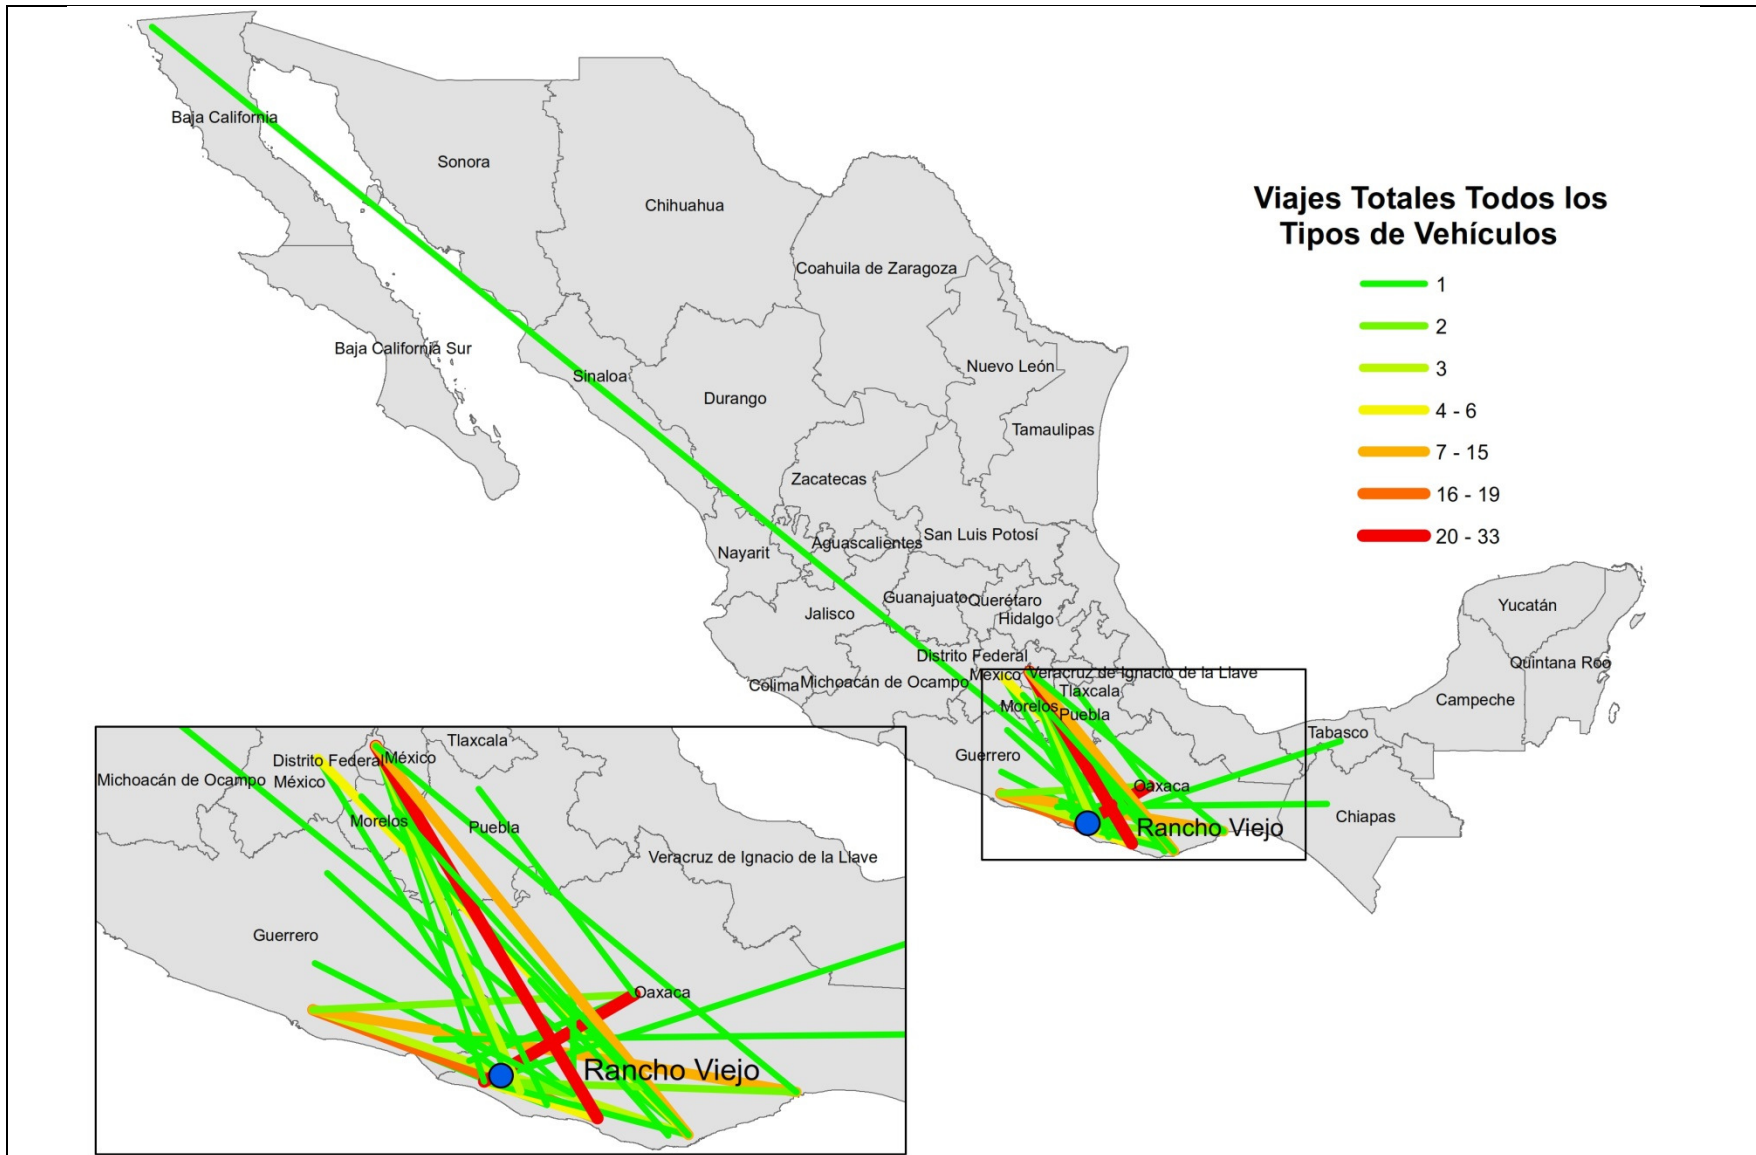 Baja California
Sonora
Chihuahua
Coahuila de Zaragoza
Baja California Sur
Sinaloa
Durango
Nuevo León
Tamaulipas
Zacatecas
San Luis Potosí
Aguascalientes
Nayarit
Guanajuato
Querétaro
Hidalgo
Jalisco
Distrito Federal
México
Veracruz de Ignacio de la Llave
Colima
Michoacán de Ocampo
Tlaxcala
Morelos
Puebla
Guerrero
Oaxaca
Rancho Viejo
Tabasco
Chiapas
Campeche
Yucatán
Quintana Roo
Viajes Totales Todos los
Tipos de Vehículos
1
2
3
4 - 6
7 - 15
16 - 19
20 - 33
Tlaxcala
Distrito Federal
México
México
Michoacán de Ocampo
Morelos
Puebla
Veracruz de Ignacio de la Llave
Guerrero
Oaxaca
Rancho Viejo